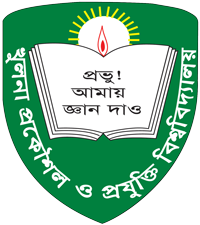 প্রভু!
আমায়
জ্ঞান দাও
খুলনা প্রকৌশল ও প্রযুক্তি বিশ্ববিদ্যালয়